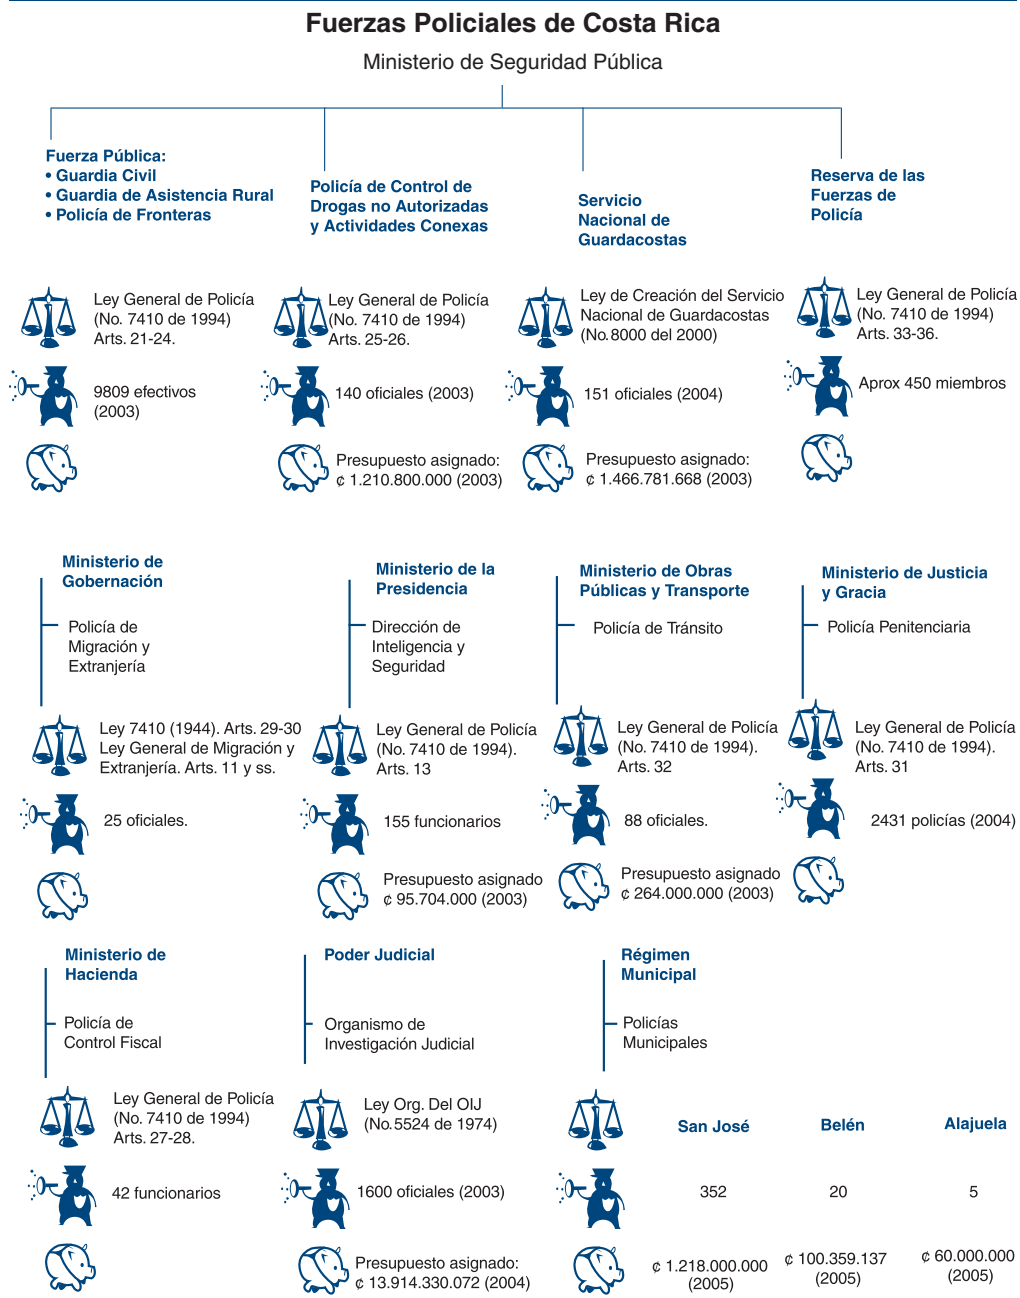 Fuerzas Policiales de Costa Rica
Ministerio de Seguridad Pública
Fuerza Pública:
• Guardia Civil
• Guardia de Asistencia Rural
• Policía de Fronteras
Policía de Control de
Drogas no Autorizadas
y Actividades Conexas
Servicio
Nacional de
Guardacostas
Reserva de las
Fuerzas de
Policía
Ley General de Policía
(No. 7410 de 1994)
Arts. 21-24.
Ley General de Policía
(No. 7410 de 1994)
Arts. 25-26.
Ley de Creación del Servicio
Nacional de Guardacostas
(No.8000 del 2000)
Ley General de Policía
(No. 7410 de 1994)
Arts. 33-36.
9809 efectivos
(2003)
140 oficiales (2003)
151 oficiales (2004)
Aprox 450 miembros
Presupuesto asignado:
¢ 1.210.800.000 (2003)
Presupuesto asignado:
¢ 1.466.781.668 (2003)
Ministerio de
Gobernación
Ministerio de la
Presidencia
Ministerio de Obras
Públicas y Transporte
Ministerio de Justicia
y Gracia
Policía de
Migración y
Extranjería
Dirección de
Inteligencia y
Seguridad
Policía de Tránsito
Policía Penitenciaria
Ley 7410 (1944). Arts. 29-30
Ley General de Migración y
Extranjería. Arts. 11 y ss.
Ley General de Policía
(No. 7410 de 1994).
Arts. 13
Ley General de Policía
(No. 7410 de 1994).
Arts. 32
Ley General de Policía
(No. 7410 de 1994).
Arts. 31
25 oficiales.
155 funcionarios
88 oficiales.
2431 policías (2004)
Presupuesto asignado
¢ 95.704.000 (2003)
Presupuesto asignado
¢ 264.000.000 (2003)
Ministerio de
Hacienda
Poder Judicial
Régimen
Municipal
Policía de
Control Fiscal
Organismo de
Investigación Judicial
Policías
Municipales
Ley General de Policía
(No. 7410 de 1994)
Arts. 27-28.
Ley Org. Del OIJ
(No.5524 de 1974)
San José
Belén
Alajuela
42 funcionarios
1600 oficiales (2003)
352
20
5
Presupuesto asignado:
¢ 13.914.330.072 (2004)
¢ 1.218.000.000
(2005)
¢ 100.359.137
(2005)
¢ 60.000.000
(2005)